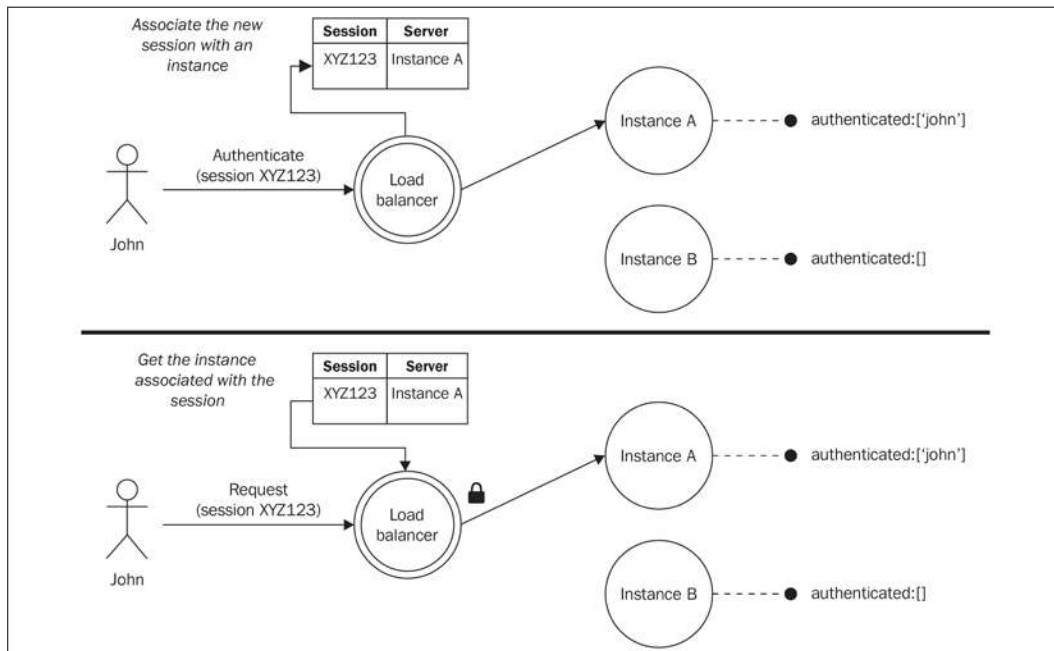 Associate the new
session with an
instance
Session Server
XYZ123 Instance A
Authenticate
(session XYZ123)
John
Load
balancer
Instance A
authenticated:['john']
Instance B
authenticated:[]
Get the instance
associated with the
session
Session Server
XYZ123 Instance A
Request
(session XYZ123)
John
Load
balancer
Instance A
authenticated:['john']
Instance B
authenticated:[]